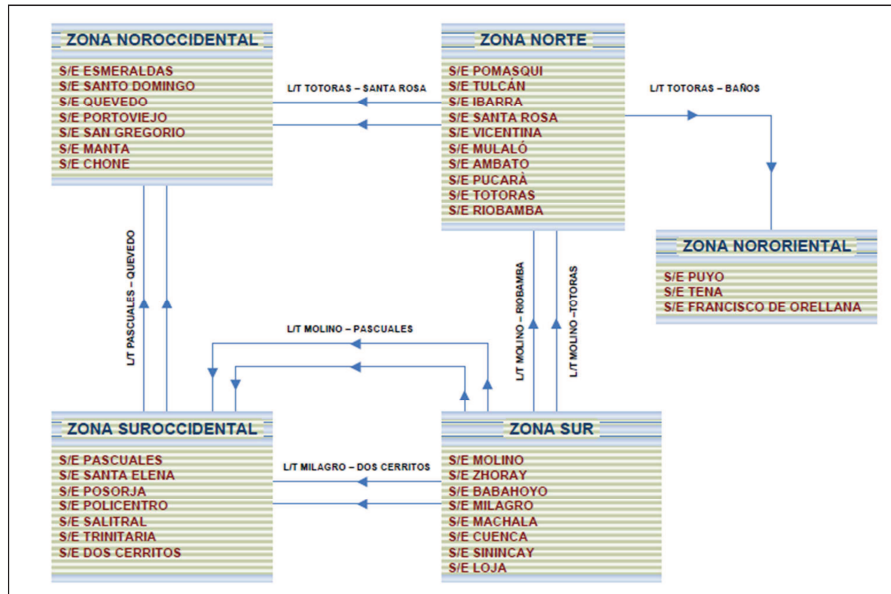 ZONA NOROCCIDENTAL
S/E ESMERALDAS
S/E SANTO DOMINGO
S/E QUEVEDO
S/E PORTOVIEJO
S/E SAN GREGORIO
S/E MANTA
S/E CHONE
L/T TOTORAS – SANTA ROSA
ZONA NORTE
S/E POMASQUI
S/E TULCÁN
S/E IBARRA
S/E SANTA ROSA
S/E VICENTINA
S/E MULALÓ
S/E AMBATO
S/E PUCARÀ
S/E TOTORAS
S/E RIOBAMBA
L/T TOTORAS – BAÑOS
ZONA NORORIENTAL
S/E PUYO
S/E TENA
S/E FRANCISCO DE ORELLANA
L/T PASCUALES – QUEVEDO
L/T MOLINO – PASCUALES
L/T MOLINO – RIOBAMBA
L/T MOLINO –TOTORAS
ZONA SUROCCIDENTAL
S/E PASCUALES
S/E SANTA ELENA
S/E POSORJA
S/E POLICENTRO
S/E SALITRAL
S/E TRINITARIA
S/E DOS CERRITOS
L/T MILAGRO – DOS CERRITOS
ZONA SUR
S/E MOLINO
S/E ZHORAY
S/E BABAHOYO
S/E MILAGRO
S/E MACHALA
S/E CUENCA
S/E SININCAY
S/E LOJA